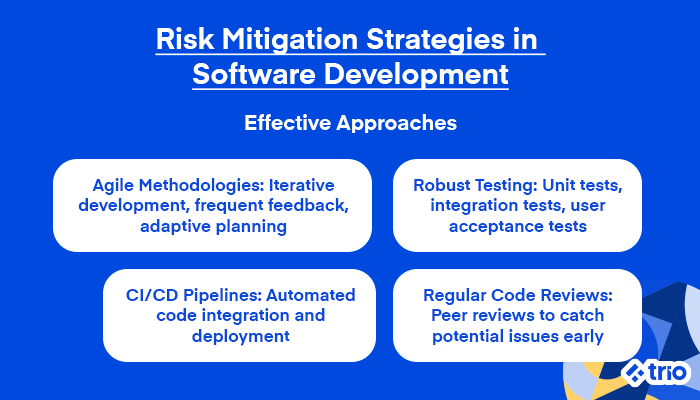 Risk Mitigation Strategies in
Software Development
Effective Approaches
Agile Methodologies: Iterative
development, frequent feedback,
adaptive planning
Robust Testing: Unit tests,
integration tests, user
acceptance tests
CI/CD Pipelines: Automated
code integration and
deployment
Regular Code Reviews:
Peer reviews to catch
potential issues early
trio